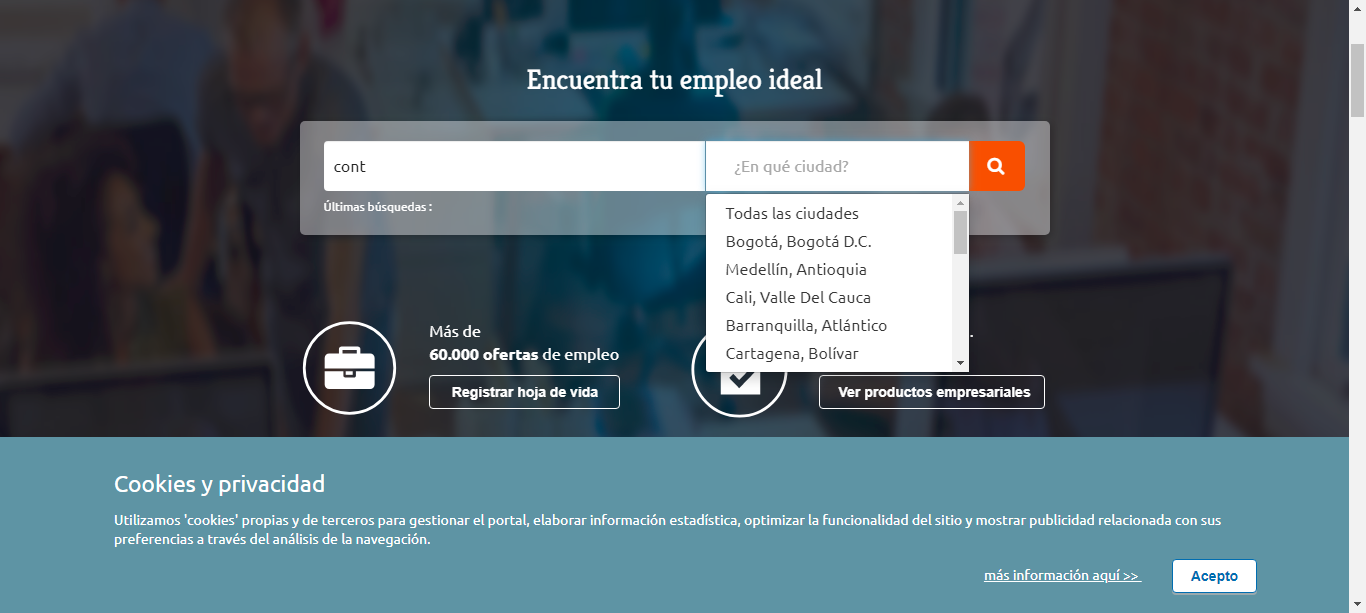 Encuentra tu empleo ideal
cont
¿En qué ciudad?
Últimas búsquedas :
Todas las ciudades
Bogotá, Bogotá D.C.
Medellín, Antioquia
Cali, Valle Del Cauca
Barranquilla, Atlántico
Cartagena, Bolívar
Más de
60.000 ofertas de empleo
Registrar hoja de vida
Ver productos empresariales
Cookies y privacidad
Utilizamos 'cookies' propias y de terceros para gestionar el portal, elaborar información estadística, optimizar la funcionalidad del sitio y mostrar publicidad relacionada con sus
preferencias a través del análisis de la navegación.
más información aquí >>
Acepto